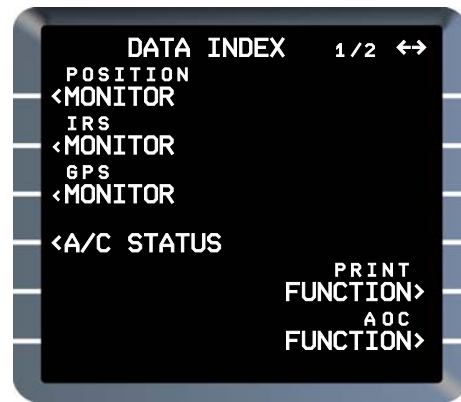 DATA INDEX 1/2 ←→
POSITION
<MONITOR
IRS
<MONITOR
GPS
<MONITOR
<A/C STATUS
PRINT
FUNCTION>
AOC
FUNCTION>